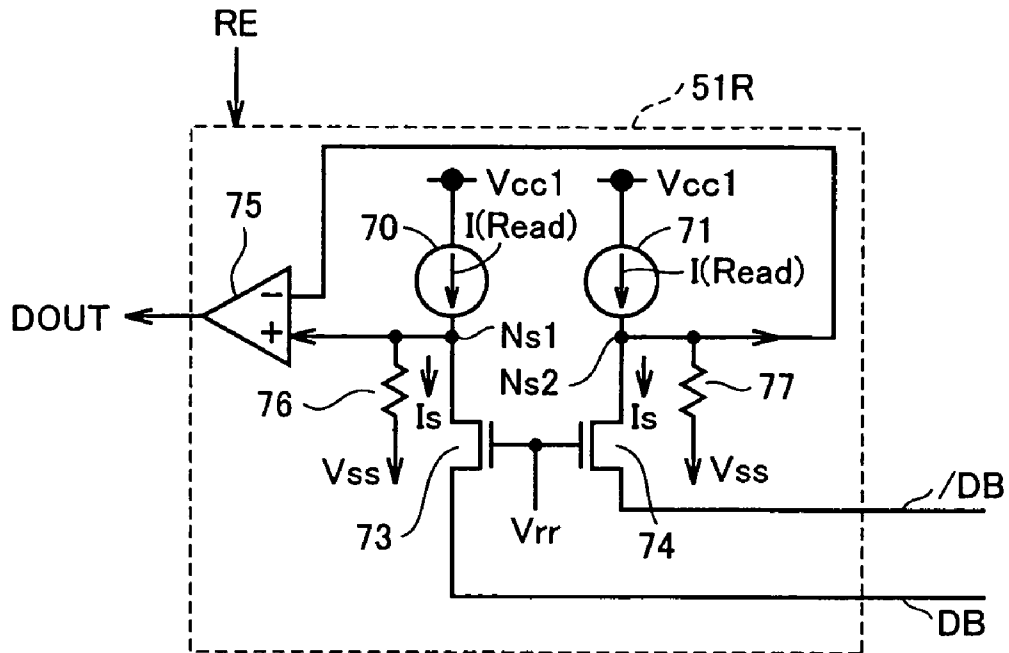 RE
51R
Vcc1
Vcc1
75
70
I(Read)
71
I(Read)
−
DOUT
+
Ns1
Ns2
76
Is
Is
77
Vss
Vss
73
Vrr
74
/DB
DB